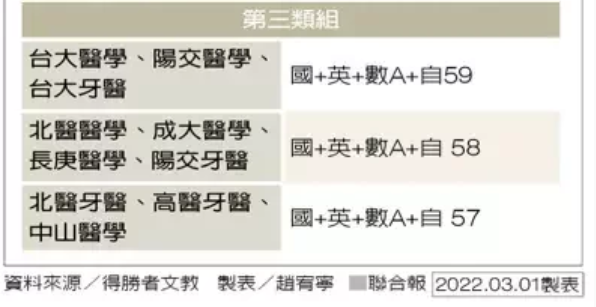 第三類組
台大醫學、陽交醫學、
台大牙醫
國+英+數A+自59
北醫醫學、成大醫學、
長庚醫學、陽交牙醫
國+英+數A+自 58
北醫牙醫、高醫牙醫、
中山醫學
國+英+數A+自 57
資料來源／得勝者文教 製表／趙宥寧 ■聯合報 2022.03.01製表